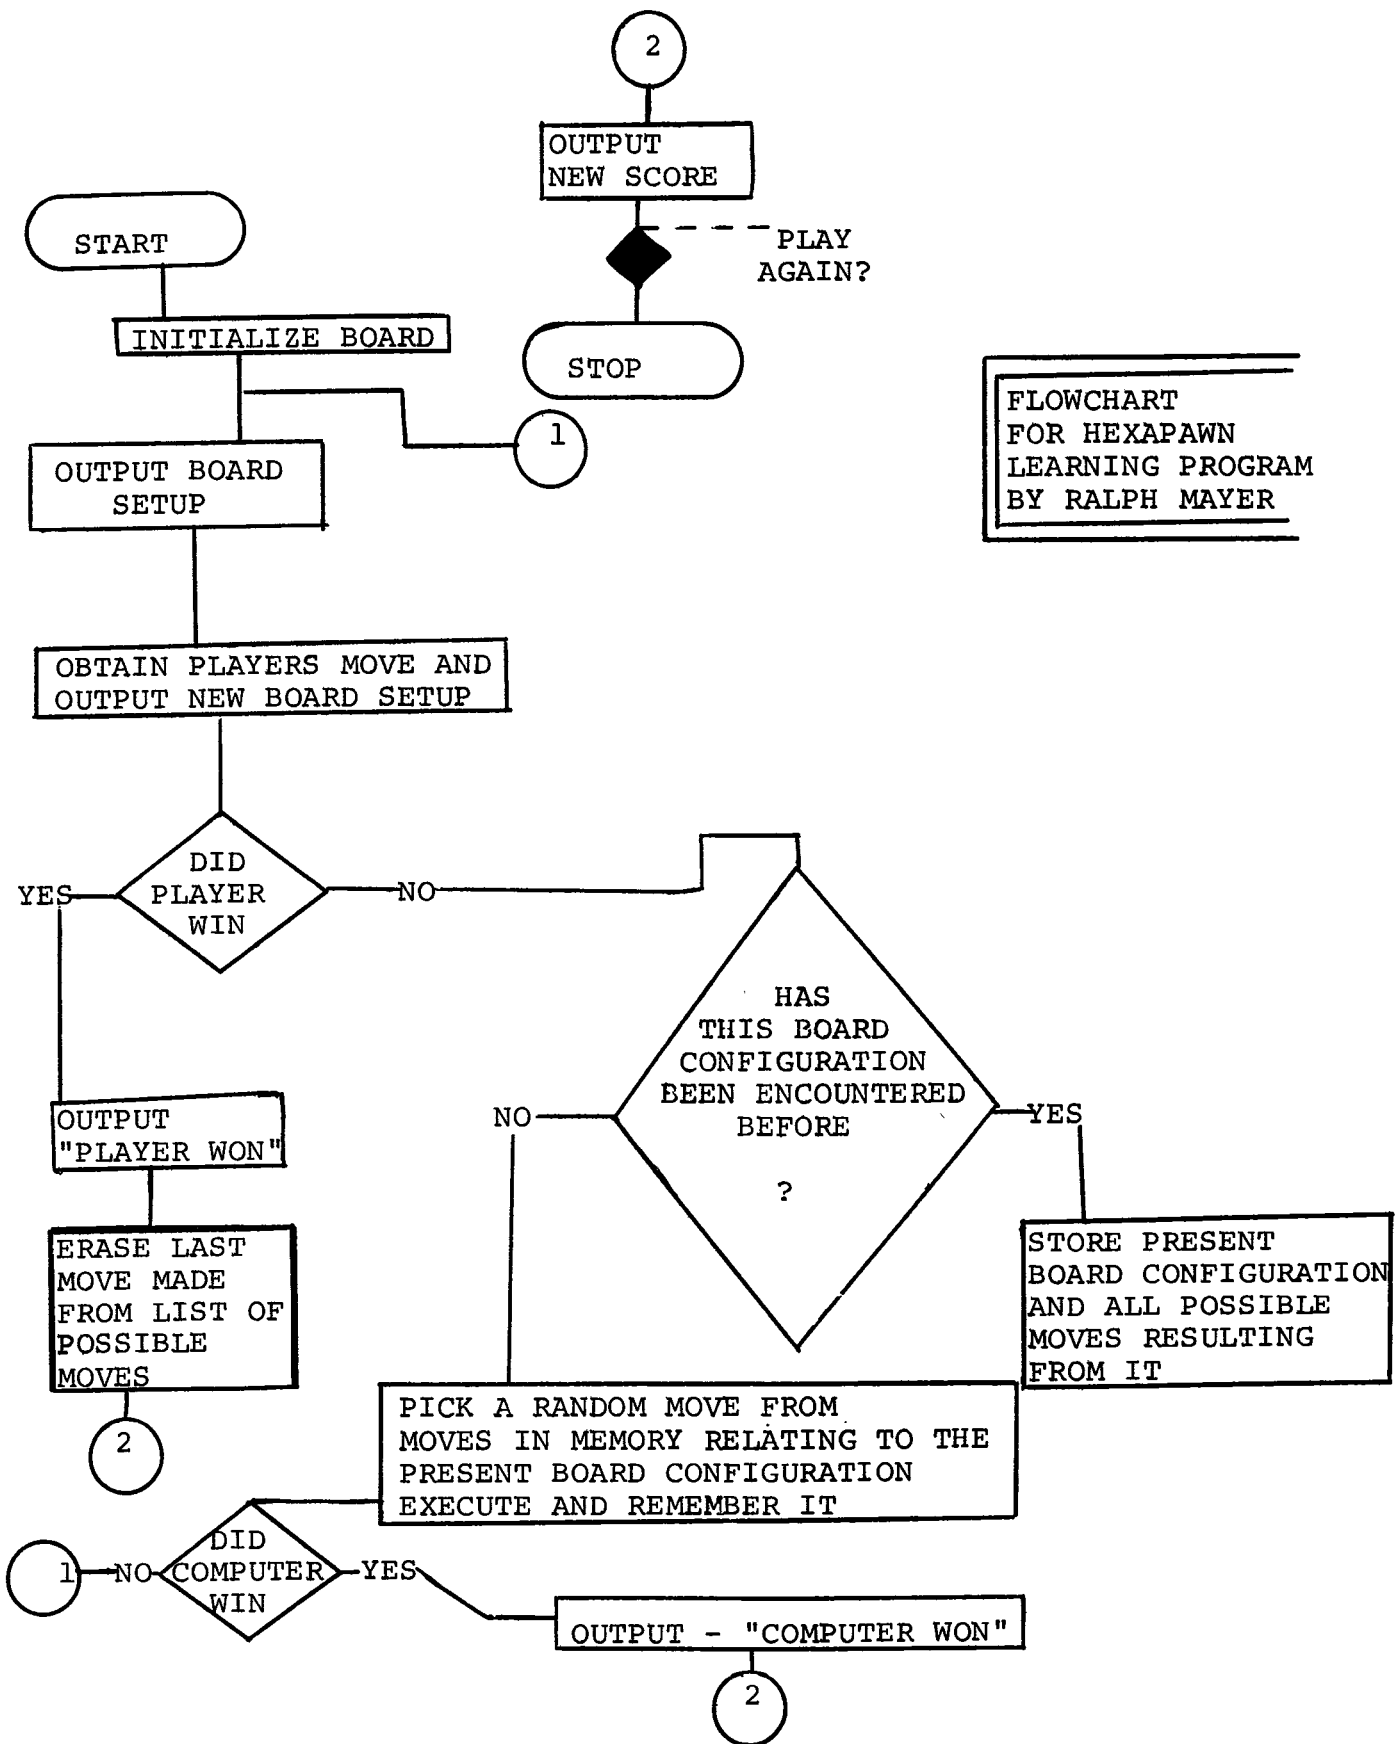 2
OUTPUT
NEW SCORE
PLAY
AGAIN?
STOP
START
INITIALIZE BOARD
1
OUTPUT BOARD
SETUP
FLOWCHART
FOR HEXAPAWN
LEARNING PROGRAM
BY RALPH MAYER
OBTAIN PLAYERS MOVE AND
OUTPUT NEW BOARD SETUP
DID
PLAYER
WIN
YES
NO
HAS
THIS BOARD
CONFIGURATION
BEEN ENCOUNTERED
BEFORE
?
NO
YES
OUTPUT
"PLAYER WON"
ERASE LAST
MOVE MADE
FROM LIST OF
POSSIBLE
MOVES
2
STORE PRESENT
BOARD CONFIGURATION
AND ALL POSSIBLE
MOVES RESULTING
FROM IT
PICK A RANDOM MOVE FROM
MOVES IN MEMORY RELATING TO THE
PRESENT BOARD CONFIGURATION
EXECUTE AND REMEMBER IT
DID
COMPUTER
WIN
1
NO
YES
OUTPUT - "COMPUTER WON"
2